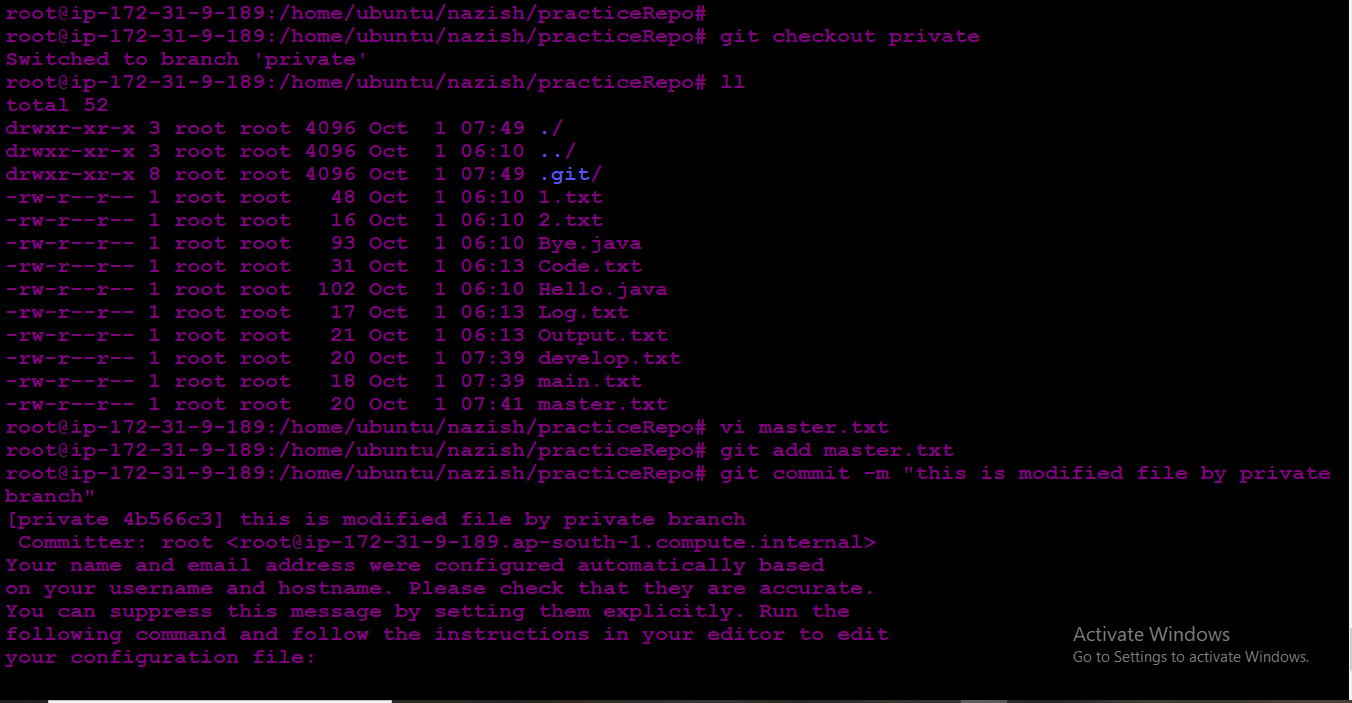 root@ip-172-31-9-189:/home/ubuntu/nazish/practiceRepo#
root@ip-172-31-9-189:/home/ubuntu/nazish/practiceRepo# git checkout private
Switched to branch 'private'
root@ip-172-31-9-189:/home/ubuntu/nazish/practiceRepo# ll
total 52
drwxr-xr-x 3 root root 4096 Oct  1 07:49 ./
drwxr-xr-x 3 root root 4096 Oct  1 06:10 ../
drwxr-xr-x 8 root root 4096 Oct  1 07:49 .git/
-rw-r--r-- 1 root root   48 Oct  1 06:10 1.txt
-rw-r--r-- 1 root root   16 Oct  1 06:10 2.txt
-rw-r--r-- 1 root root   93 Oct  1 06:10 Bye.java
-rw-r--r-- 1 root root   31 Oct  1 06:13 Code.txt
-rw-r--r-- 1 root root  102 Oct  1 06:10 Hello.java
-rw-r--r-- 1 root root   17 Oct  1 06:13 Log.txt
-rw-r--r-- 1 root root   21 Oct  1 06:13 Output.txt
-rw-r--r-- 1 root root   20 Oct  1 07:39 develop.txt
-rw-r--r-- 1 root root   18 Oct  1 07:39 main.txt
-rw-r--r-- 1 root root   20 Oct  1 07:41 master.txt
root@ip-172-31-9-189:/home/ubuntu/nazish/practiceRepo# vi master.txt
root@ip-172-31-9-189:/home/ubuntu/nazish/practiceRepo# git add master.txt
root@ip-172-31-9-189:/home/ubuntu/nazish/practiceRepo# git commit -m "this is modified file by private
branch"
[private 4b566c3] this is modified file by private branch
 Committer: root <root@ip-172-31-9-189.ap-south-1.compute.internal>
Your name and email address were configured automatically based
on your username and hostname. Please check that they are accurate.
You can suppress this message by setting them explicitly. Run the
following command and follow the instructions in your editor to edit
your configuration file:
Activate Windows
Go to Settings to activate Windows.